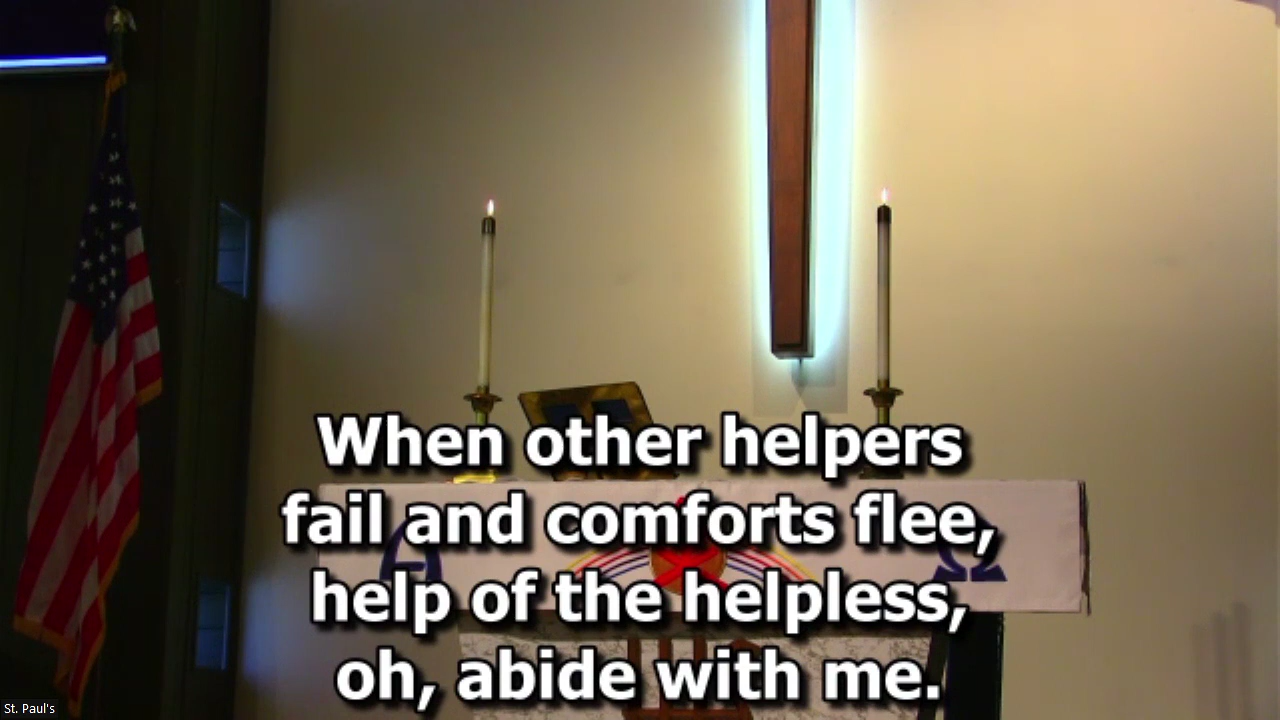 When other helpers
fail and comforts flee,
help of the helpless,
oh, abide with me.
Α Ω
St. Paul's